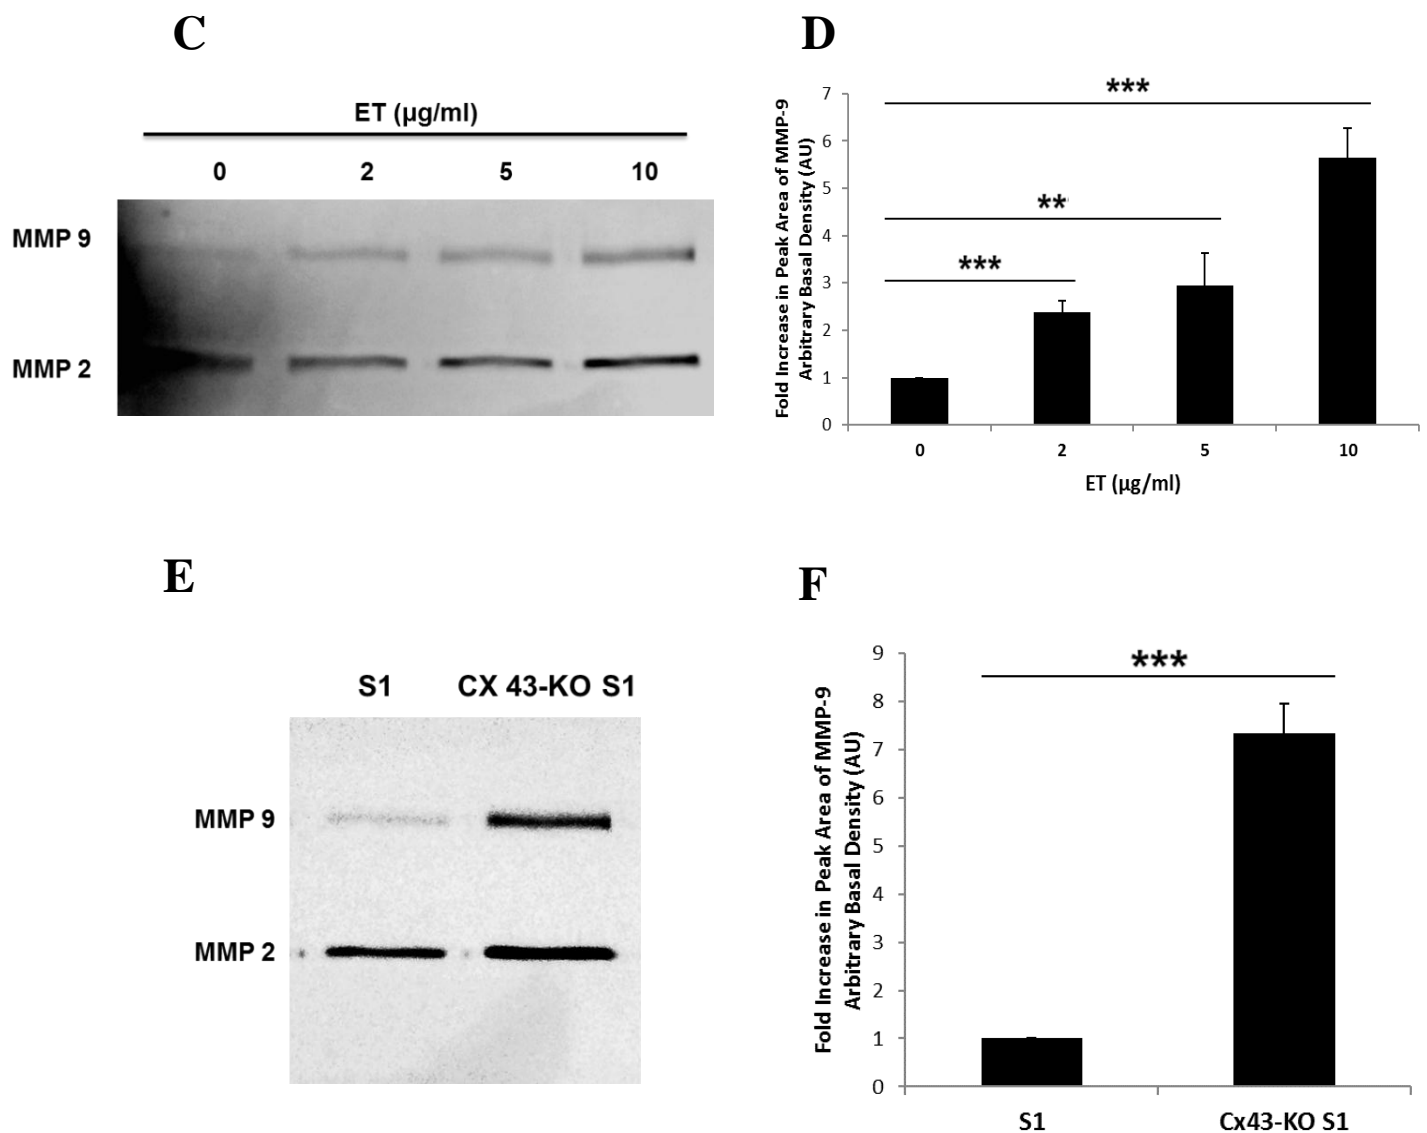 C
ET (µg/ml)
0 2 5 10
MMP 9
MMP 2
D
Fold Increase in Peak Area of MMP-9
Arbitrary Basal Density (AU)
7
6
5
4
3
2
1
0
***
**
***
0 2 5 10
ET (µg/ml)
E
S1 CX 43-KO S1
MMP 9
MMP 2
F
Fold Increase in Peak Area of MMP-9
Arbitrary Basal Density (AU)
9
8
7
6
5
4
3
2
1
0
***
S1 Cx43-KO S1